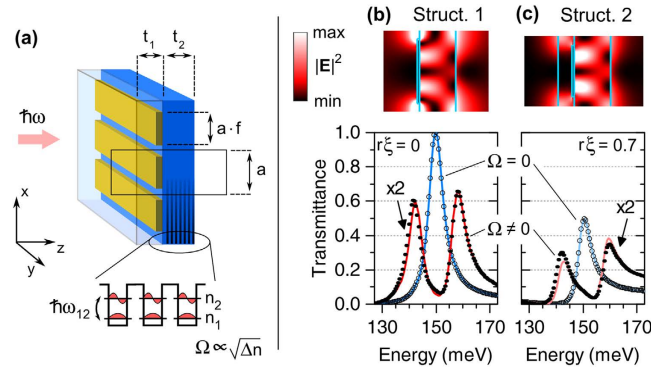 (a)
t₁ t₂
ħω
a · f
a
x
z
y
ħω₁₂
n₂
n₁
Ω ∝ √Δn
max
|E|²
min
(b) Struct. 1
(c) Struct. 2
Transmittance
1.0
0.8
0.6
0.4
0.2
0.0
rξ = 0
x2
Ω = 0
Ω ≠ 0
130 150 170
Energy (meV)
rξ = 0.7
x2
130 150 170
Energy (meV)